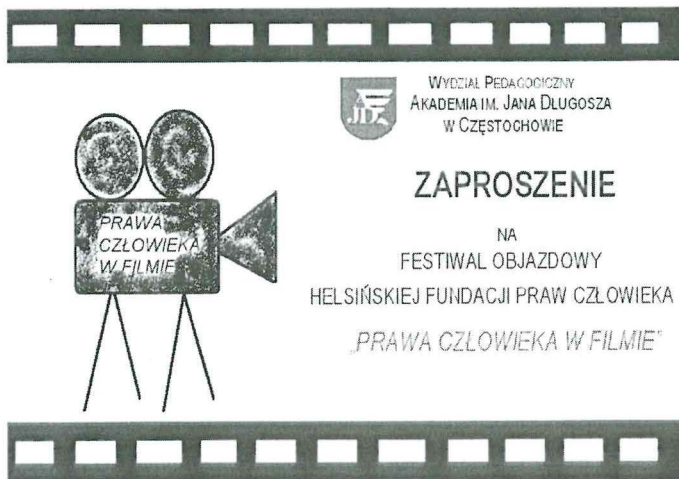 WYDZIAŁ PEDAGOGICZNY
AKADEMIA IM. JANA DŁUGOSZA
W CZĘSTOCHOWIE
AJD
ZAPROSZENIE
NA
FESTIWAL OBJAZDOWY
HELSIŃSKIEJ FUNDACJI PRAW CZŁOWIEKA
„PRAWA CZŁOWIEKA W FILMIE”
PRAWA
CZŁOWIEKA
W FILMIE